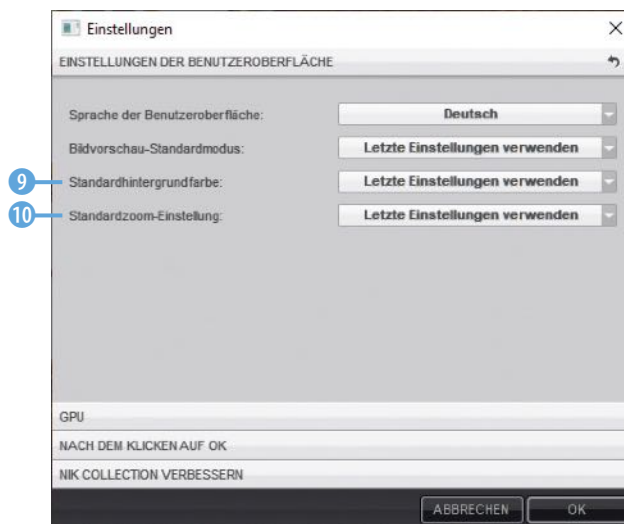 Einstellungen
EINSTELLUNGEN DER BENUTZEROBERFLÄCHE
Sprache der Benutzeroberfläche: Deutsch
Bildvorschau-Standardmodus: Letzte Einstellungen verwenden
9 Standardhintergrundfarbe: Letzte Einstellungen verwenden
10 Standardzoom-Einstellung: Letzte Einstellungen verwenden
GPU
NACH DEM KLICKEN AUF OK
NIK COLLECTION VERBESSERN
ABBRECHEN OK